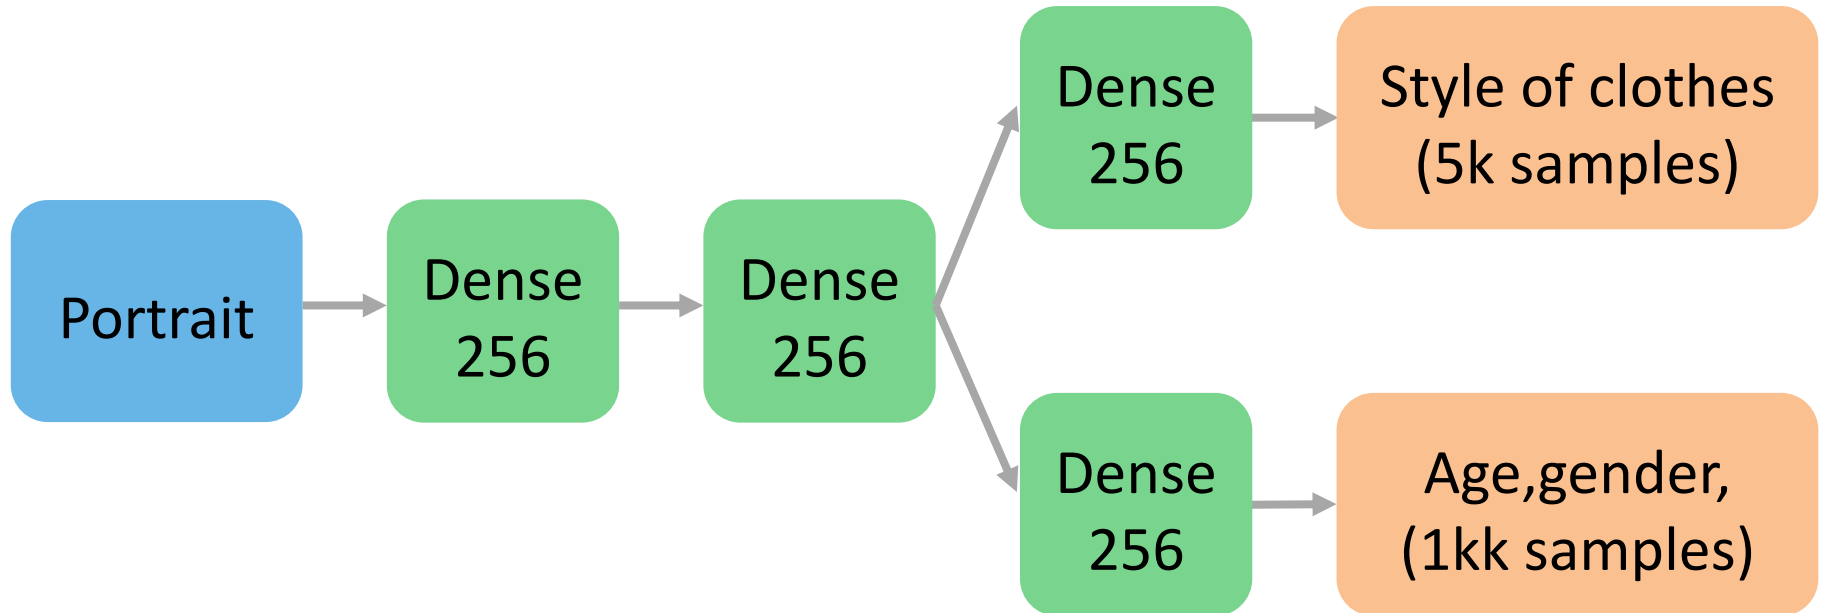 Portrait
Dense
256
Dense
256
Dense
256
Style of clothes
(5k samples)
Dense
256
Age,gender,
(1kk samples)